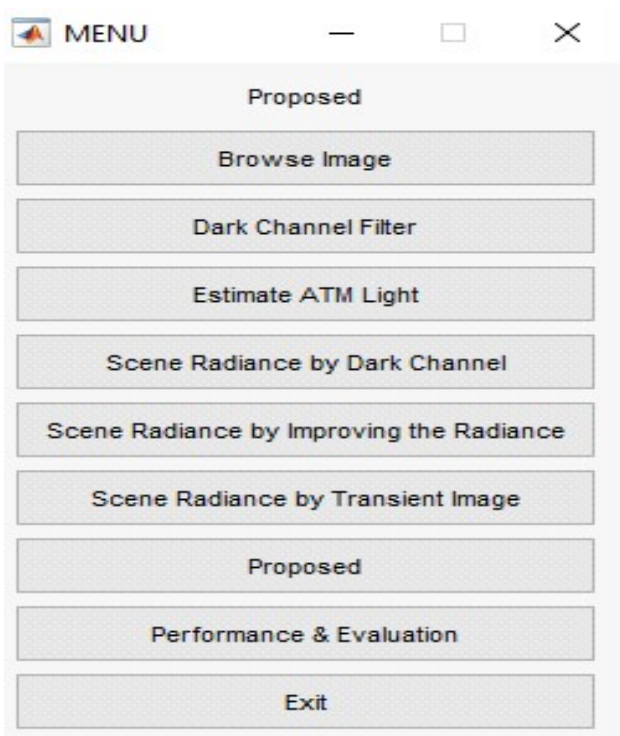 MENU
Proposed
Browse Image
Dark Channel Filter
Estimate ATM Light
Scene Radiance by Dark Channel
Scene Radiance by Improving the Radiance
Scene Radiance by Transient Image
Proposed
Performance & Evaluation
Exit